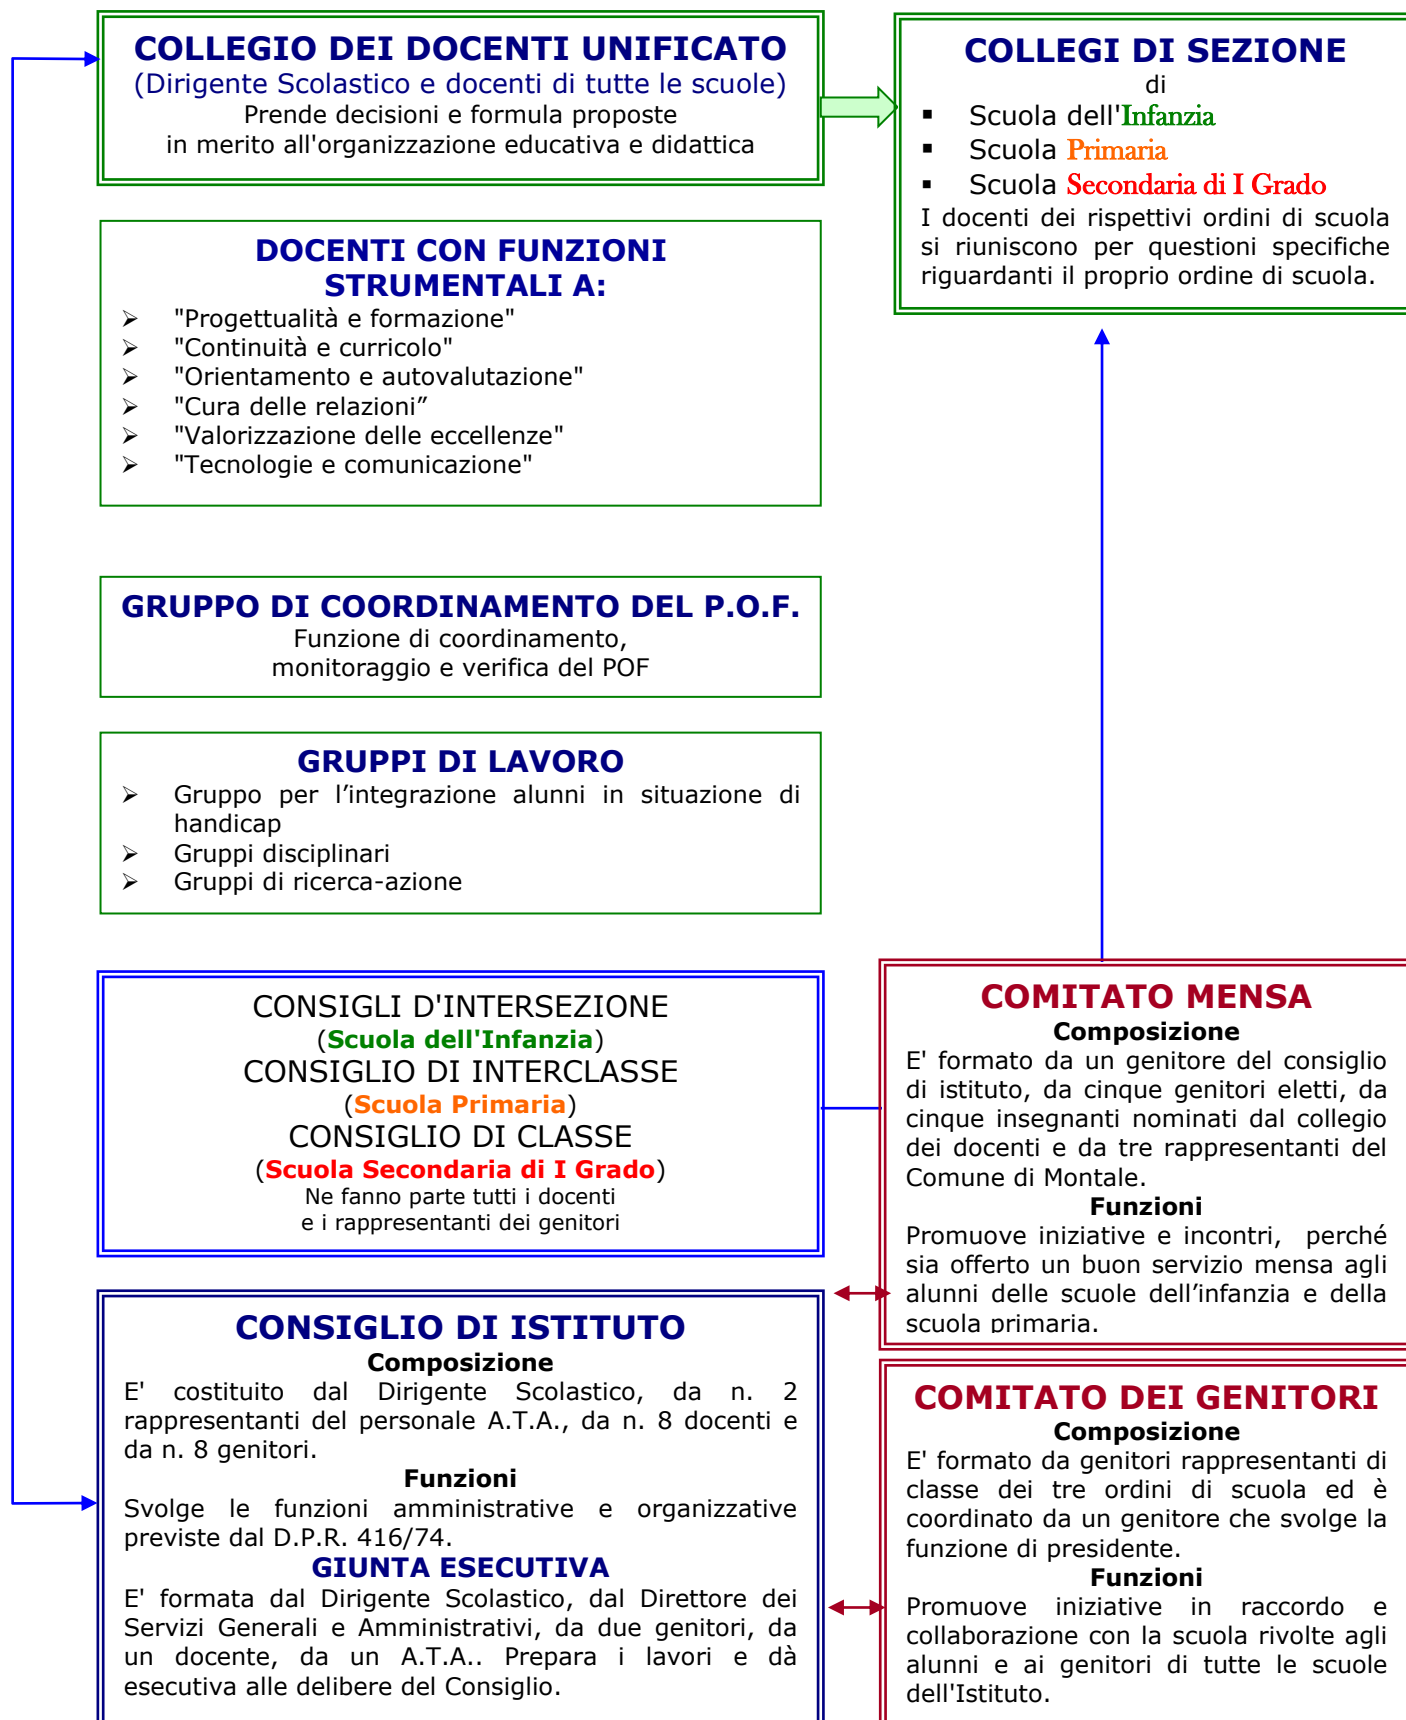 COLLEGIO DEI DOCENTI UNIFICATO
(Dirigente Scolastico e docenti di tutte le scuole)
Prende decisioni e formula proposte
in merito all'organizzazione educativa e didattica
COLLEGI DI SEZIONE
di
▪ Scuola dell'Infanzia
▪ Scuola Primaria
▪ Scuola Secondaria di I Grado
I docenti dei rispettivi ordini di scuola
si riuniscono per questioni specifiche
riguardanti il proprio ordine di scuola.
DOCENTI CON FUNZIONI
STRUMENTALI A:
➢ "Progettualità e formazione"
➢ "Continuità e curricolo"
➢ "Orientamento e autovalutazione"
➢ "Cura delle relazioni”
➢ "Valorizzazione delle eccellenze"
➢ "Tecnologie e comunicazione"
GRUPPO DI COORDINAMENTO DEL P.O.F.
Funzione di coordinamento,
monitoraggio e verifica del POF
GRUPPI DI LAVORO
➢ Gruppo per l’integrazione alunni in situazione di
handicap
➢ Gruppi disciplinari
➢ Gruppi di ricerca-azione
CONSIGLI D'INTERSEZIONE
(Scuola dell'Infanzia)
CONSIGLIO DI INTERCLASSE
(Scuola Primaria)
CONSIGLIO DI CLASSE
(Scuola Secondaria di I Grado)
Ne fanno parte tutti i docenti
e i rappresentanti dei genitori
COMITATO MENSA
Composizione
E' formato da un genitore del consiglio
di istituto, da cinque genitori eletti, da
cinque insegnanti nominati dal collegio
dei docenti e da tre rappresentanti del
Comune di Montale.
Funzioni
Promuove iniziative e incontri, perché
sia offerto un buon servizio mensa agli
alunni delle scuole dell’infanzia e della
scuola primaria.
CONSIGLIO DI ISTITUTO
Composizione
E' costituito dal Dirigente Scolastico, da n. 2
rappresentanti del personale A.T.A., da n. 8 docenti e
da n. 8 genitori.
Funzioni
Svolge le funzioni amministrative e organizzative
previste dal D.P.R. 416/74.
GIUNTA ESECUTIVA
E' formata dal Dirigente Scolastico, dal Direttore dei
Servizi Generali e Amministrativi, da due genitori, da
un docente, da un A.T.A.. Prepara i lavori e dà
esecutiva alle delibere del Consiglio.
COMITATO DEI GENITORI
Composizione
E' formato da genitori rappresentanti di
classe dei tre ordini di scuola ed è
coordinato da un genitore che svolge la
funzione di presidente.
Funzioni
Promuove iniziative in raccordo e
collaborazione con la scuola rivolte agli
alunni e ai genitori di tutte le scuole
dell'Istituto.